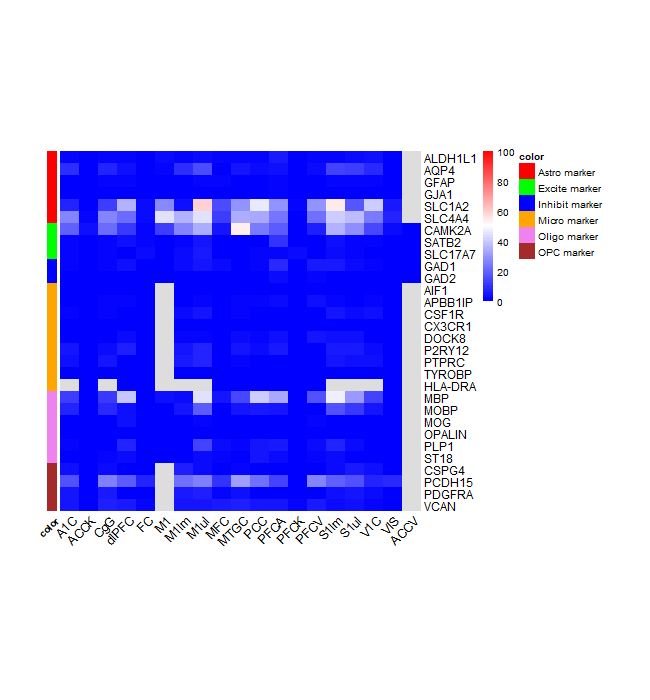 ALDH1L1
AQP4
GFAP
GJA1
SLC1A2
SLC4A4
CAMK2A
SATB2
SLC17A7
GAD1
GAD2
AIF1
APBB1IP
CSF1R
CX3CR1
DOCK8
P2RY12
PTPRC
TYROBP
HLA-DRA
MBP
MOBP
MOG
OPALIN
PLP1
ST18
CSPG4
PCDH15
PDGFRA
VCAN
100
80
60
40
20
0
color
Astro marker
Excite marker
Inhibit marker
Micro marker
Oligo marker
OPC marker
color
A1C
ACCK
CgG
dlPFC
FC
M1
M1lm
M1ul
MFC
MTGC
PCC
PFCA
PFCK
PFCV
S1lm
S1ul
V1C
VIS
ACCV